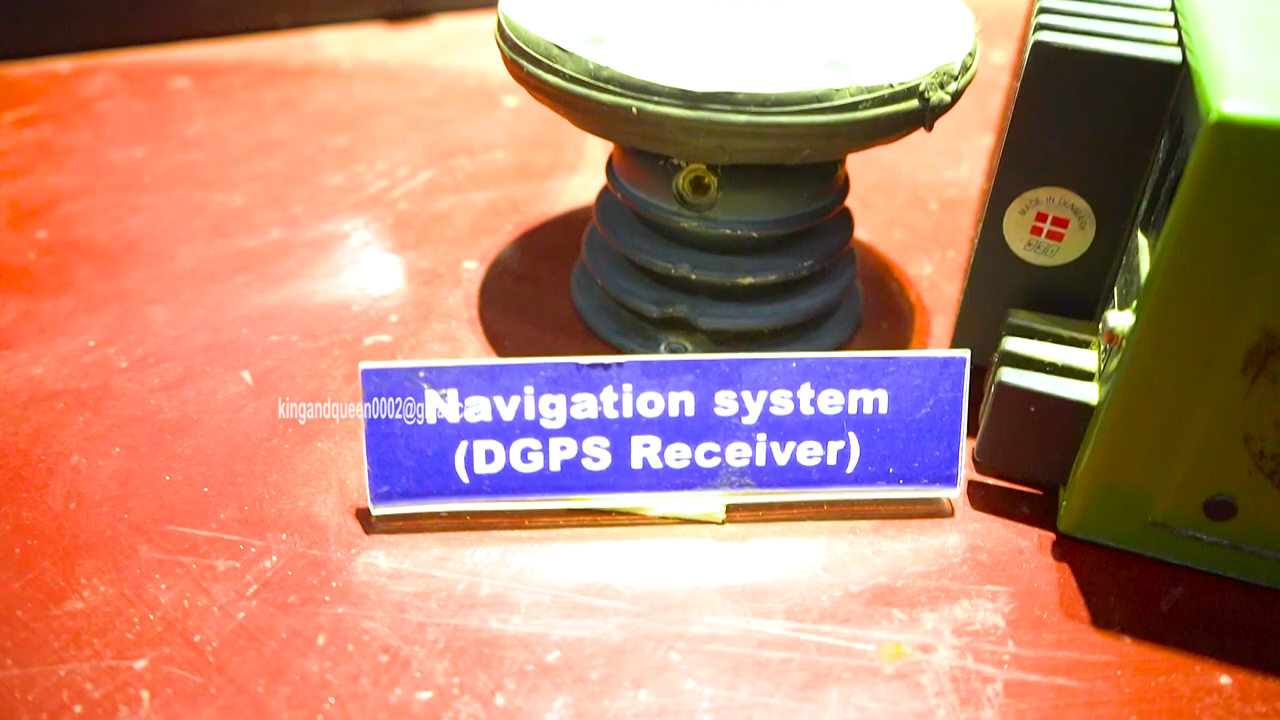 MADE IN DENMARK
kingandqueen0002@g
Navigation system
(DGPS Receiver)